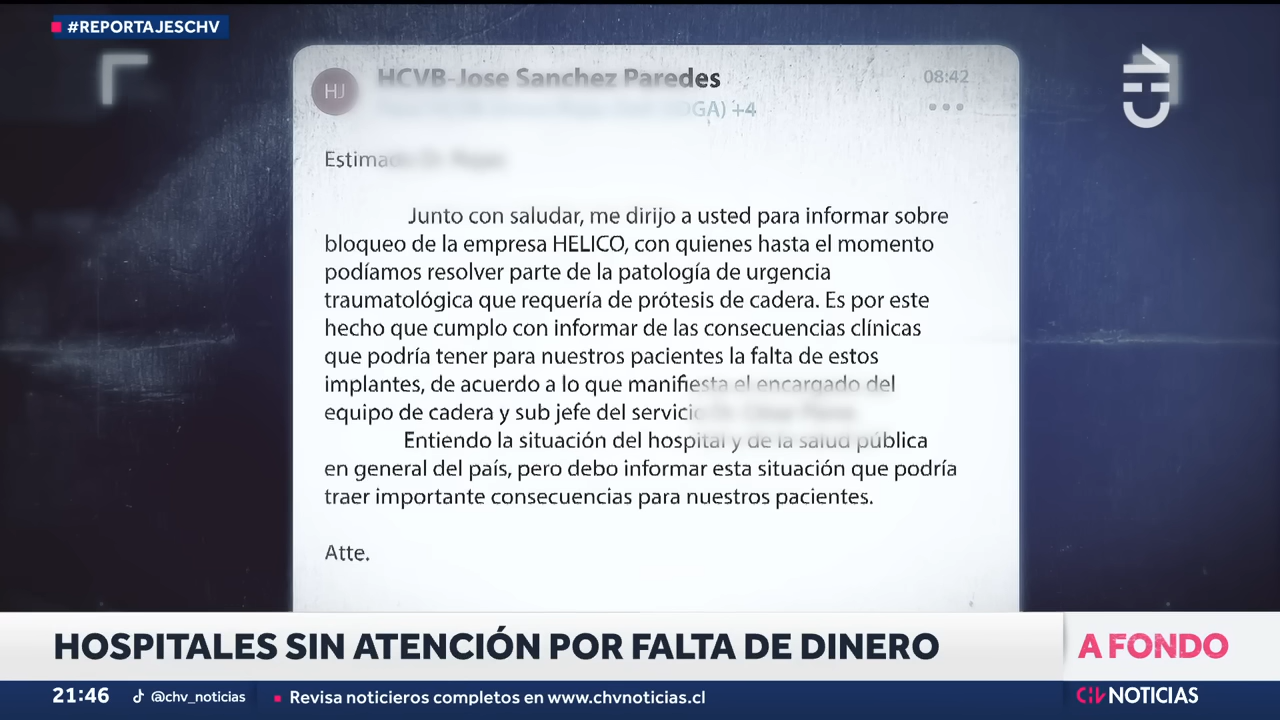 #REPORTAJESCHV
HJ
HCVB-Jose Sanchez Paredes
08:42
DGA) +4
Estimad
Junto con saludar, me dirijo a usted para informar sobre
bloqueo de la empresa HELICO, con quienes hasta el momento
podíamos resolver parte de la patología de urgencia
traumatológica que requería de prótesis de cadera. Es por este
hecho que cumplo con informar de las consecuencias clínicas
que podría tener para nuestros pacientes la falta de estos
implantes, de acuerdo a lo que manifiesta el encargado del
equipo de cadera y sub jefe del servicio
Entiendo la situación del hospital y de la salud pública
en general del país, pero debo informar esta situación que podría
traer importante consecuencias para nuestros pacientes.
Atte.
HOSPITALES SIN ATENCIÓN POR FALTA DE DINERO
A FONDO
21:46
@chv_noticias
Revisa noticieros completos en www.chvnoticias.cl
CHV NOTICIAS